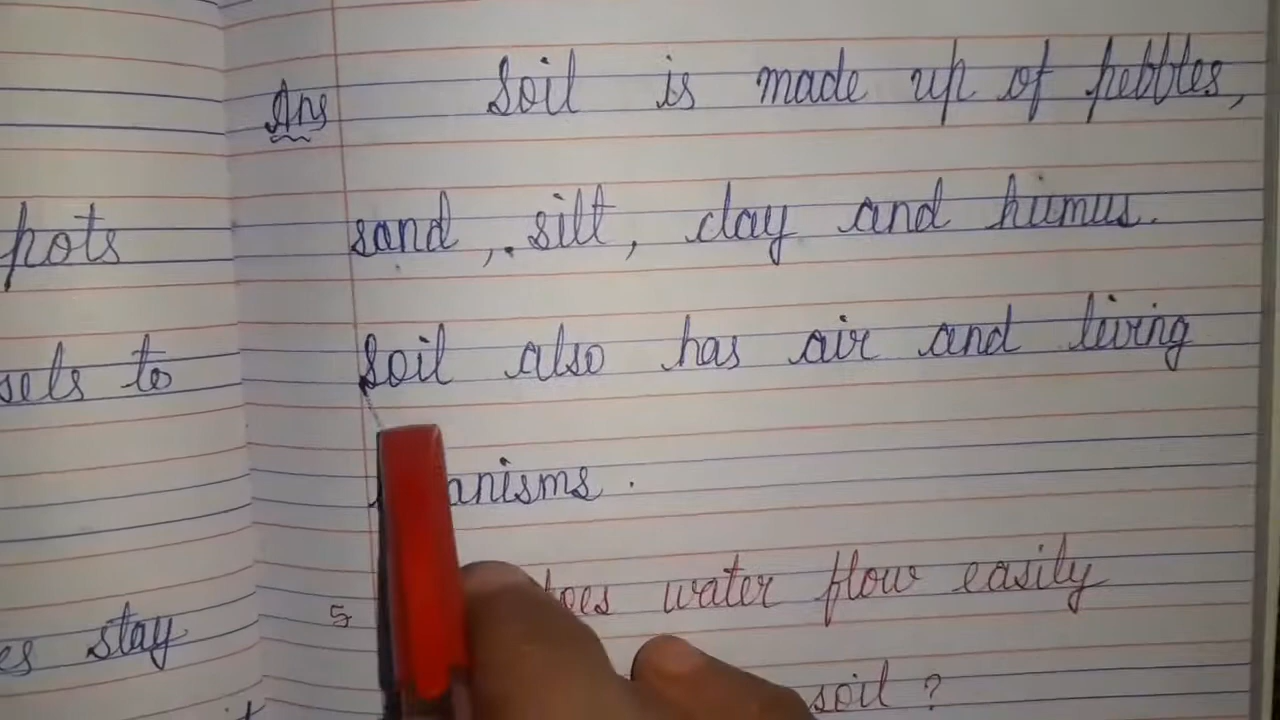 pots
sels to
es stay
Ans Soil is made up of pebbles,
sand, silt, clay and humus.
Soil also has air and living
anisms.
5 does water flow easily
soil ?